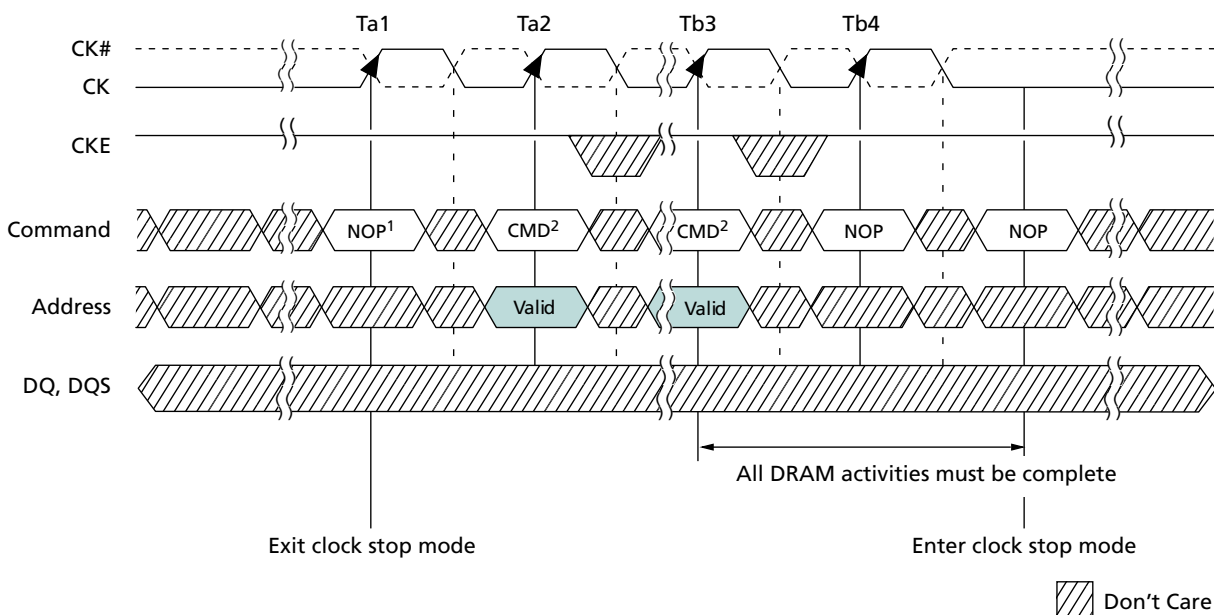 Ta1 Ta2 Tb3 Tb4
CK#
CK
CKE
Command NOP¹ CMD² CMD² NOP NOP
Address Valid Valid
DQ, DQS
All DRAM activities must be complete
Exit clock stop mode Enter clock stop mode
Don't Care